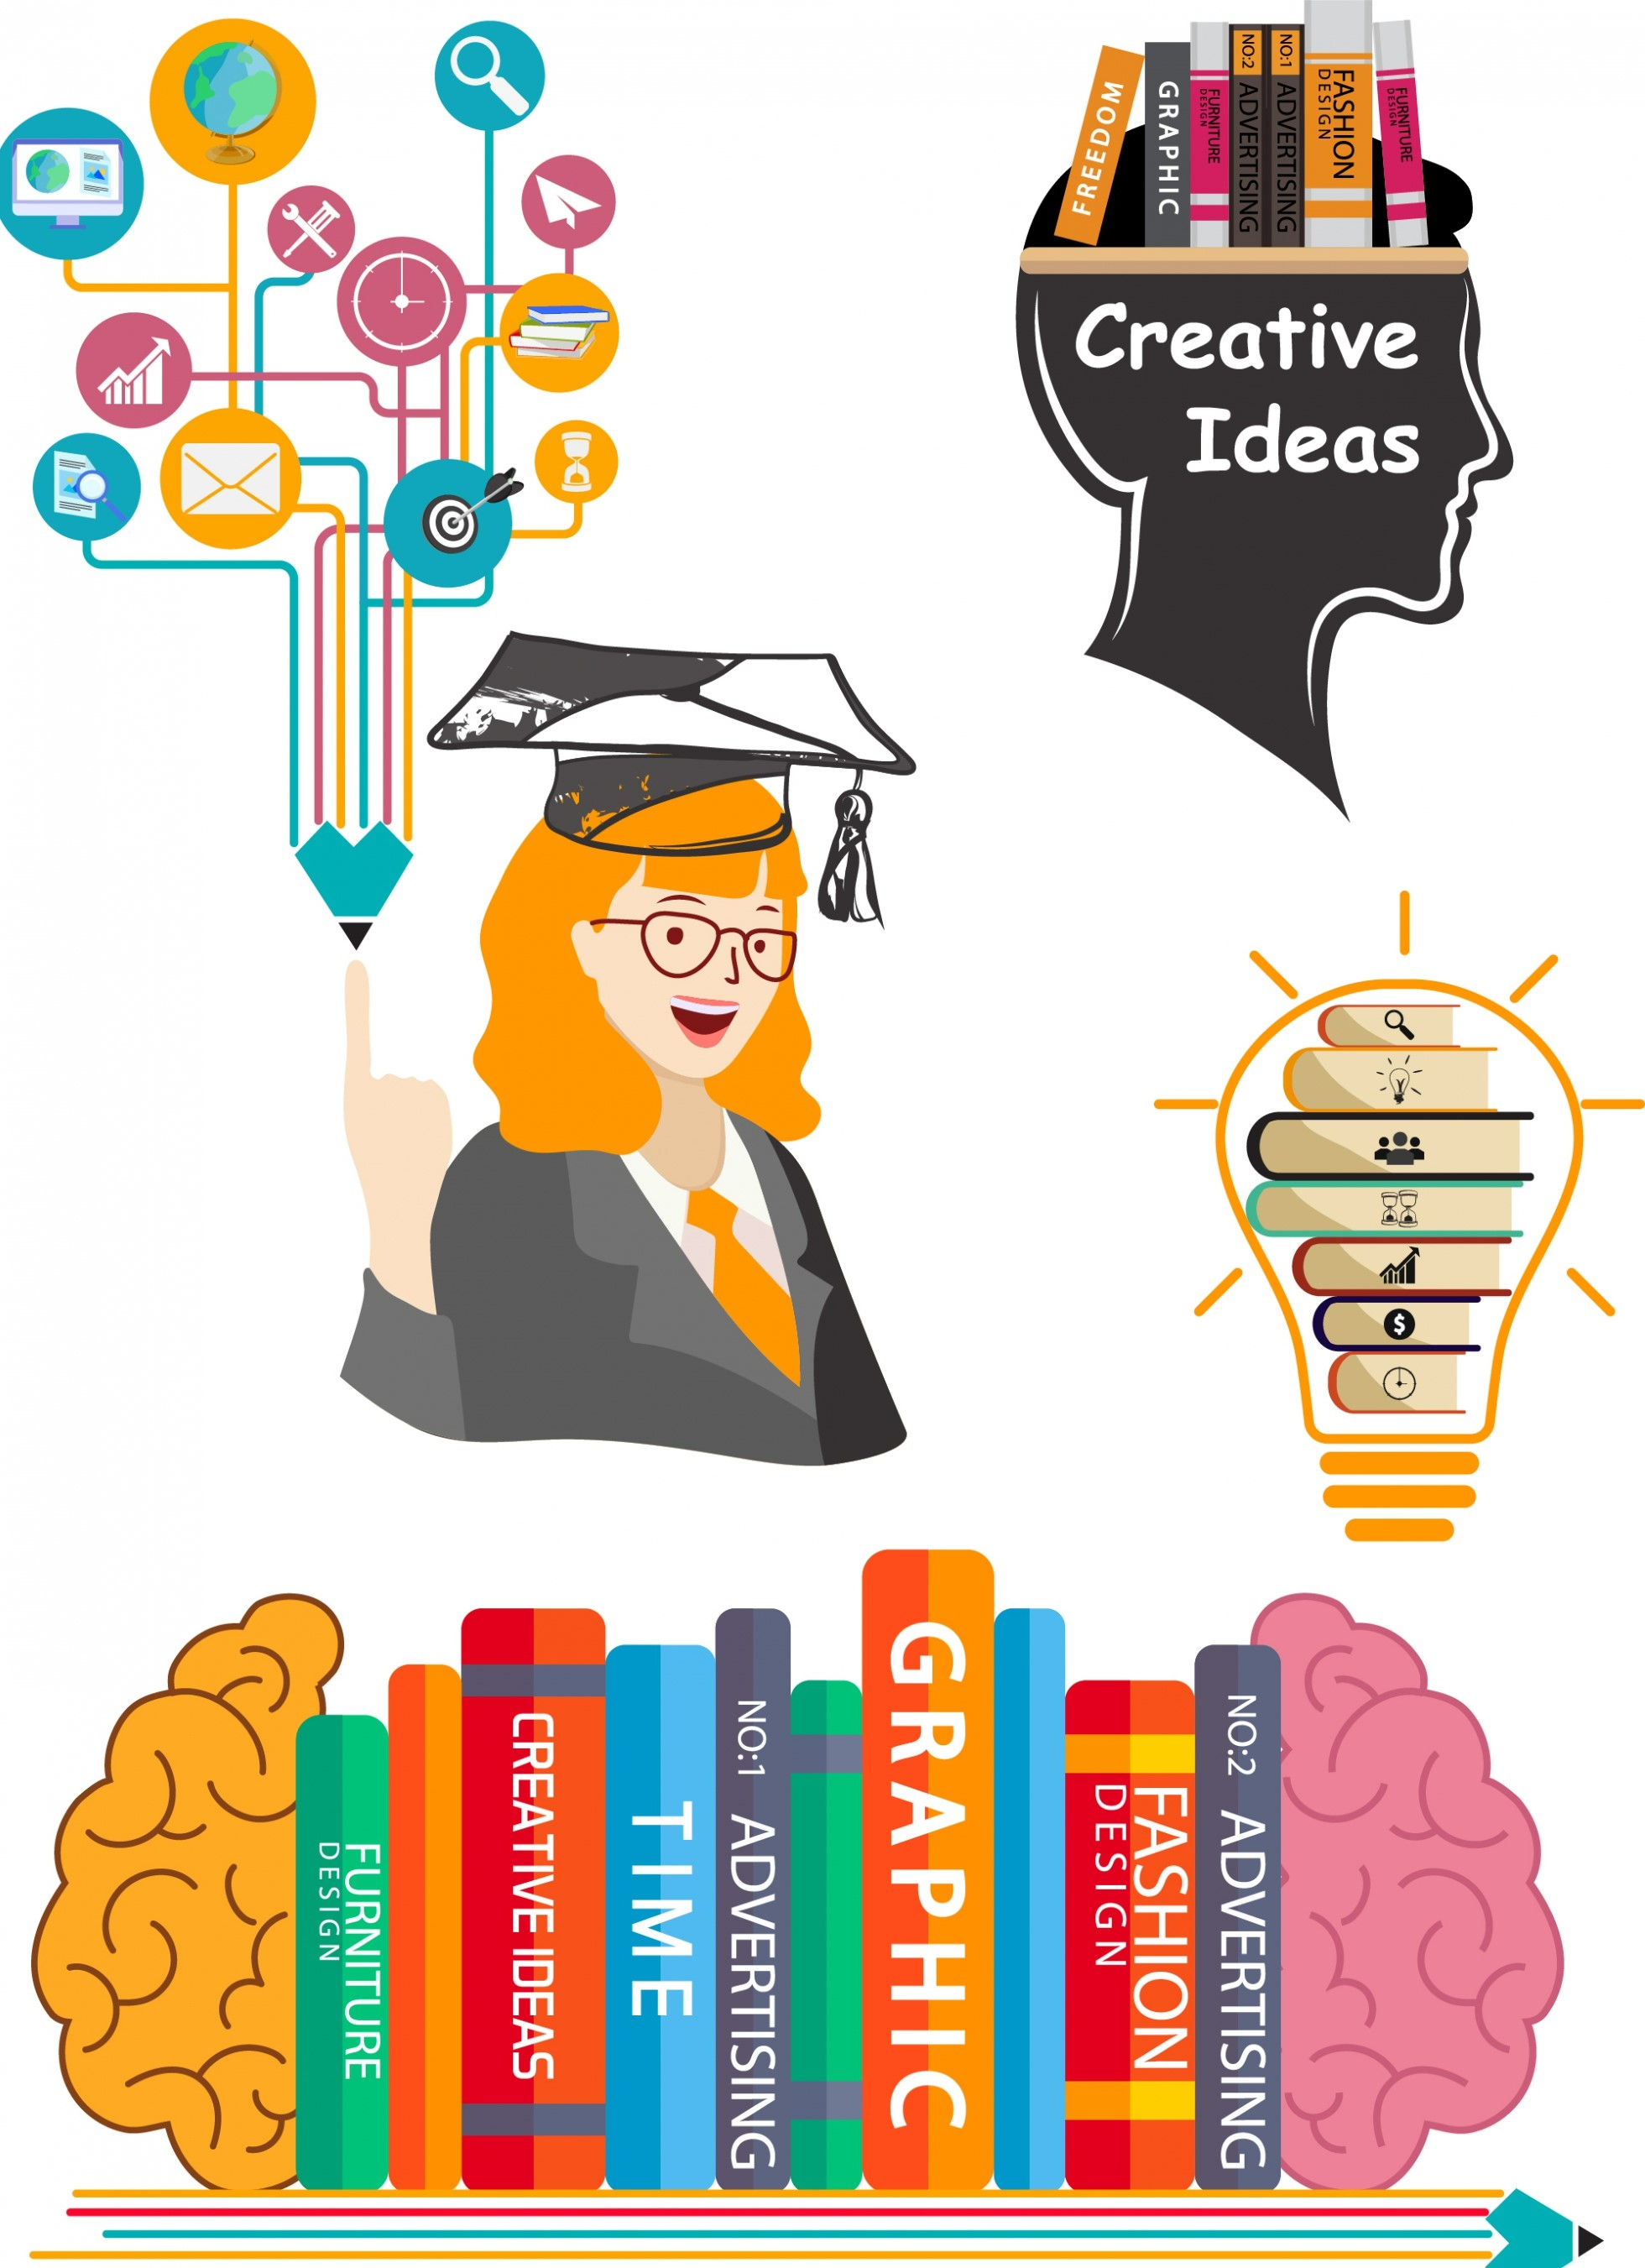 FREEDOM
GRAPHIC
FURNITURE
DESIGN
NO:2 ADVERTISING
NO:1 ADVERTISING
FASHION
DESIGN
FURNITURE
DESIGN
Creative
Ideas
$
FURNITURE
DESIGN
CREATIVE IDEAS
TIME
NO:1 ADVERTISING
GRAPHIC
FASHION
DESIGN
NO:2 ADVERTISING